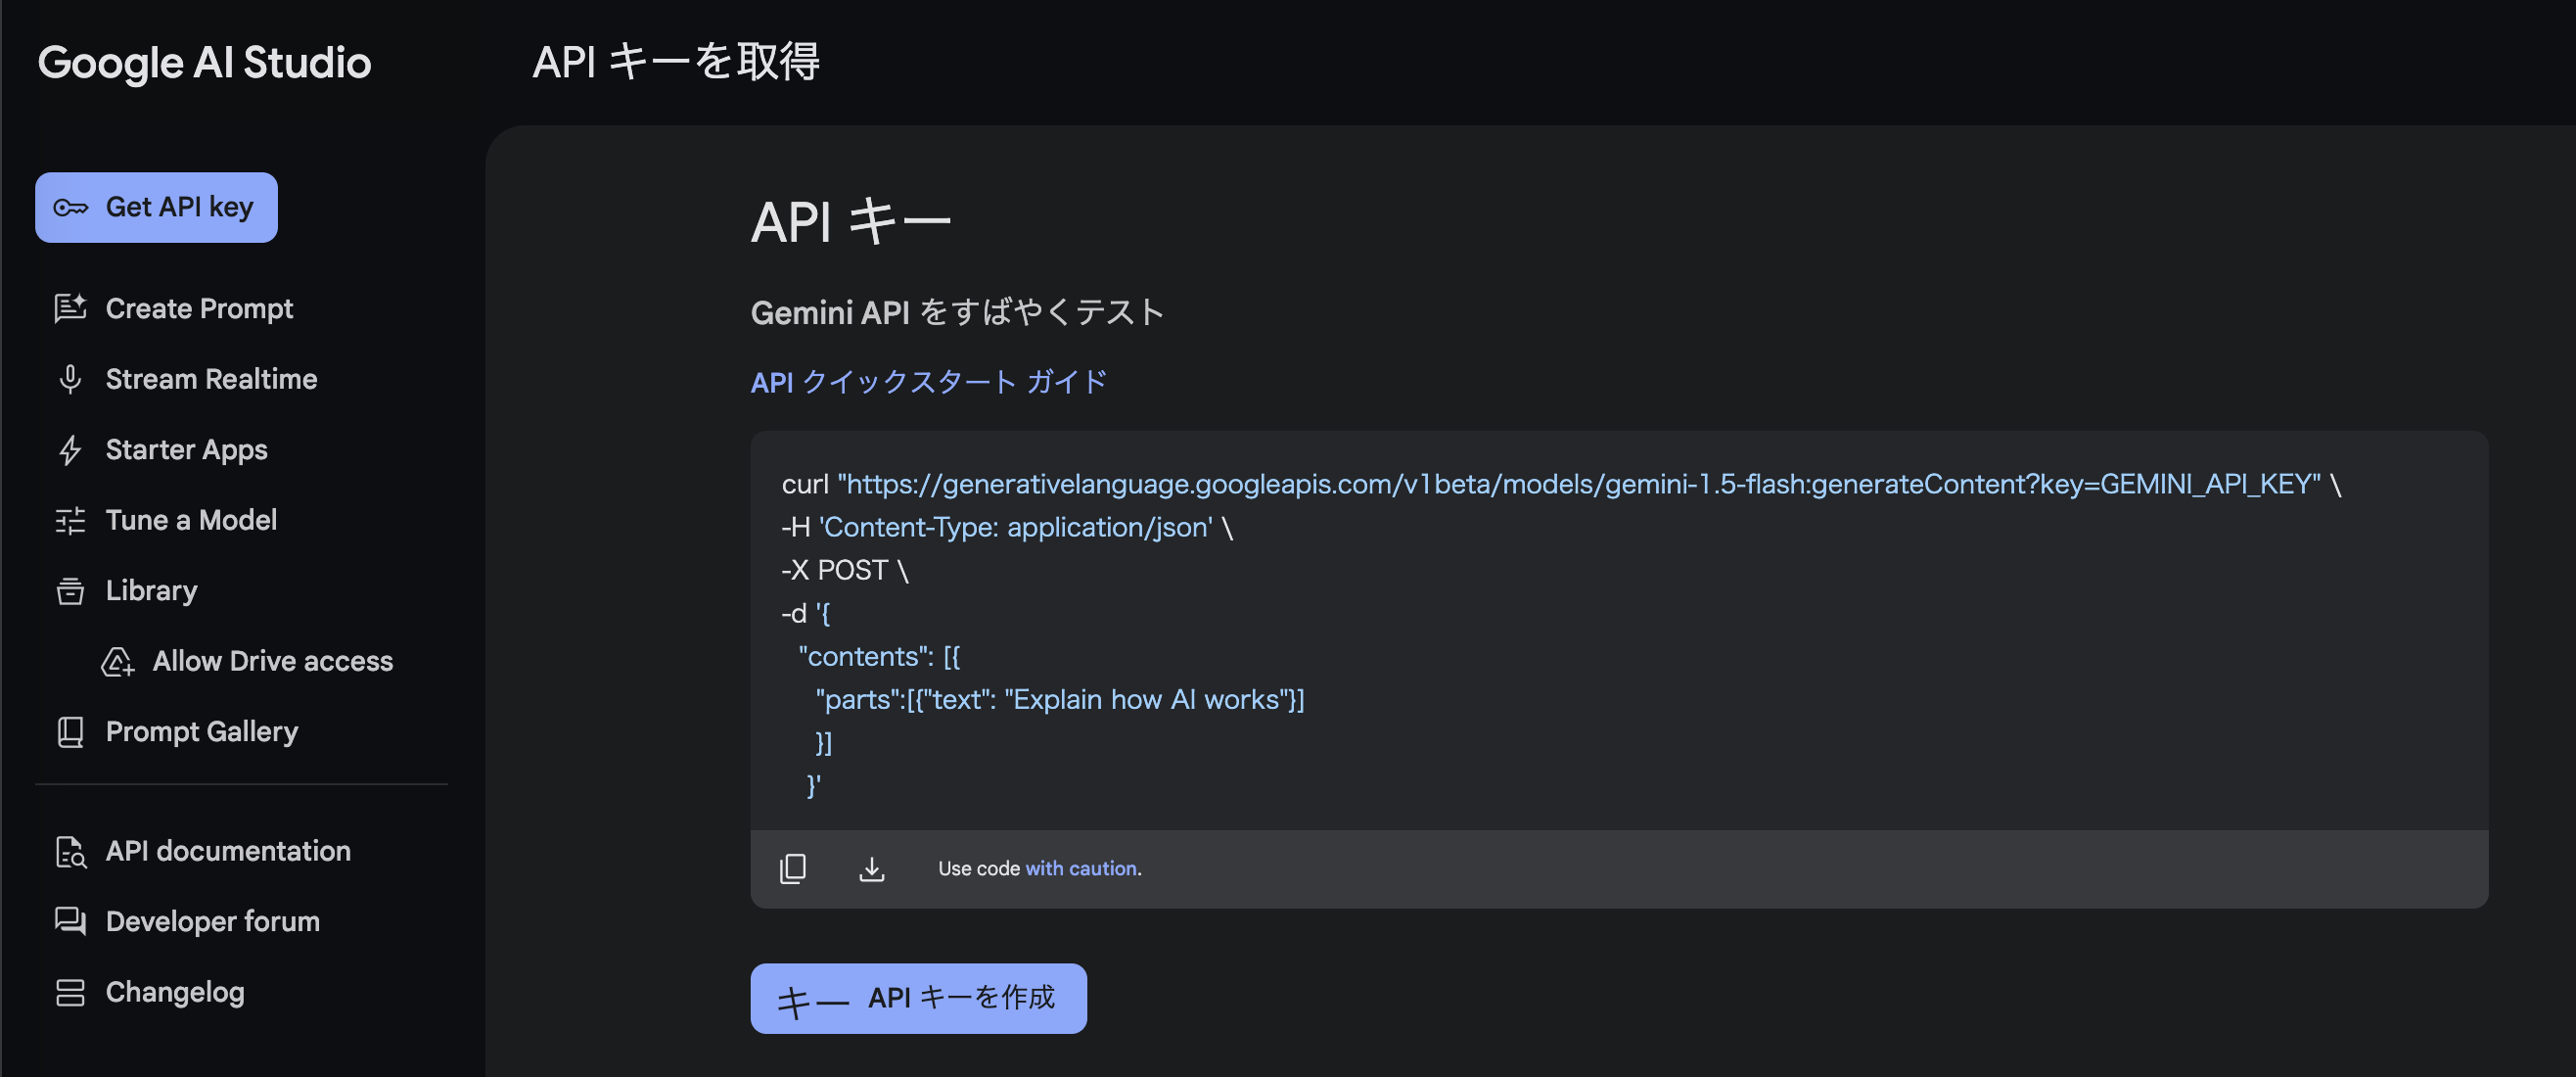 Google AI Studio
API キーを取得
Get API key
Create Prompt
Stream Realtime
Starter Apps
Tune a Model
Library
Allow Drive access
Prompt Gallery
API documentation
Developer forum
Changelog
API キー
Gemini API をすばやくテスト
API クイックスタート ガイド
curl "https://generativelanguage.googleapis.com/v1beta/models/gemini-1.5-flash:generateContent?key=GEMINI_API_KEY" \
-H 'Content-Type: application/json' \
-X POST \
-d '{
  "contents": [{
    "parts":[{"text": "Explain how AI works"}]
    }]
   }'
Use code with caution.
キー API キーを作成